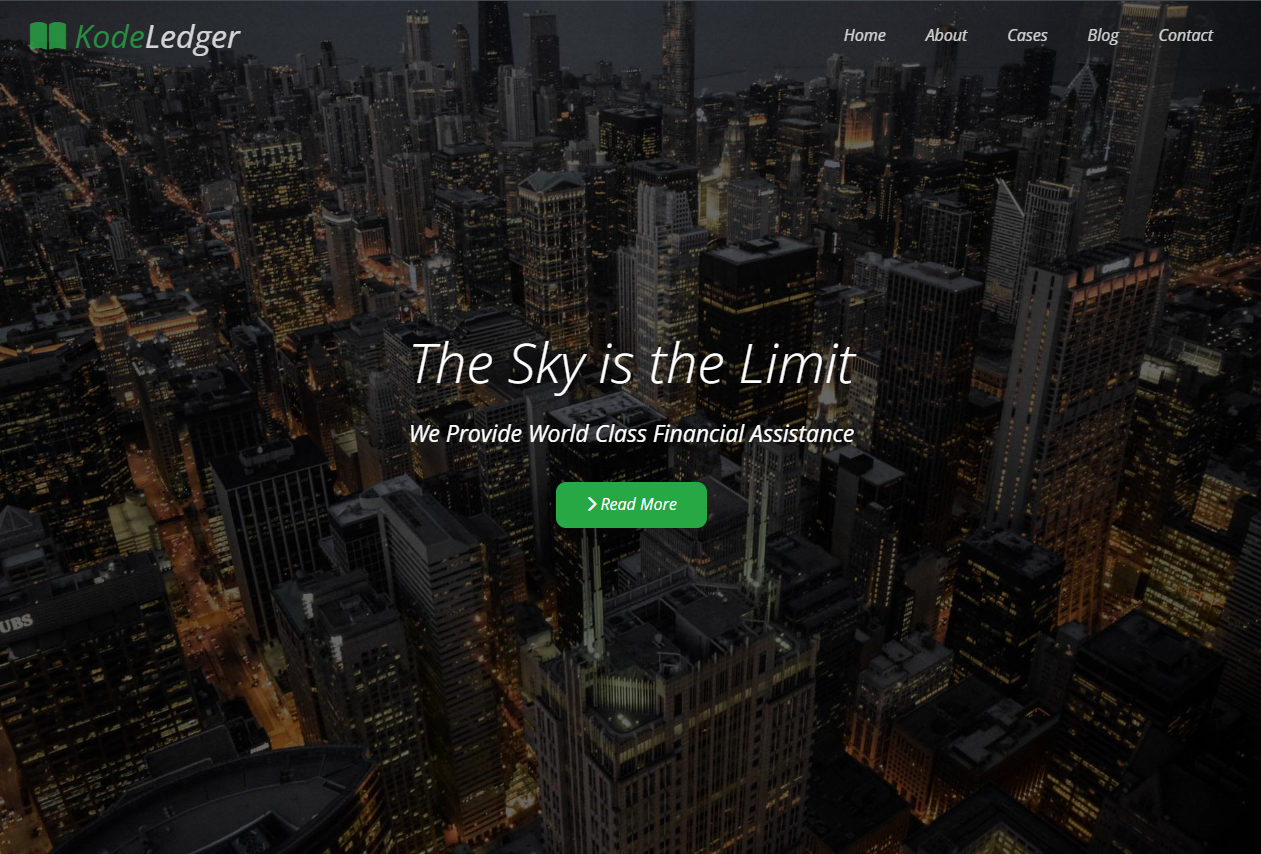 KodeLedger
Home About Cases Blog Contact
The Sky is the Limit
We Provide World Class Financial Assistance
Read More
UBS